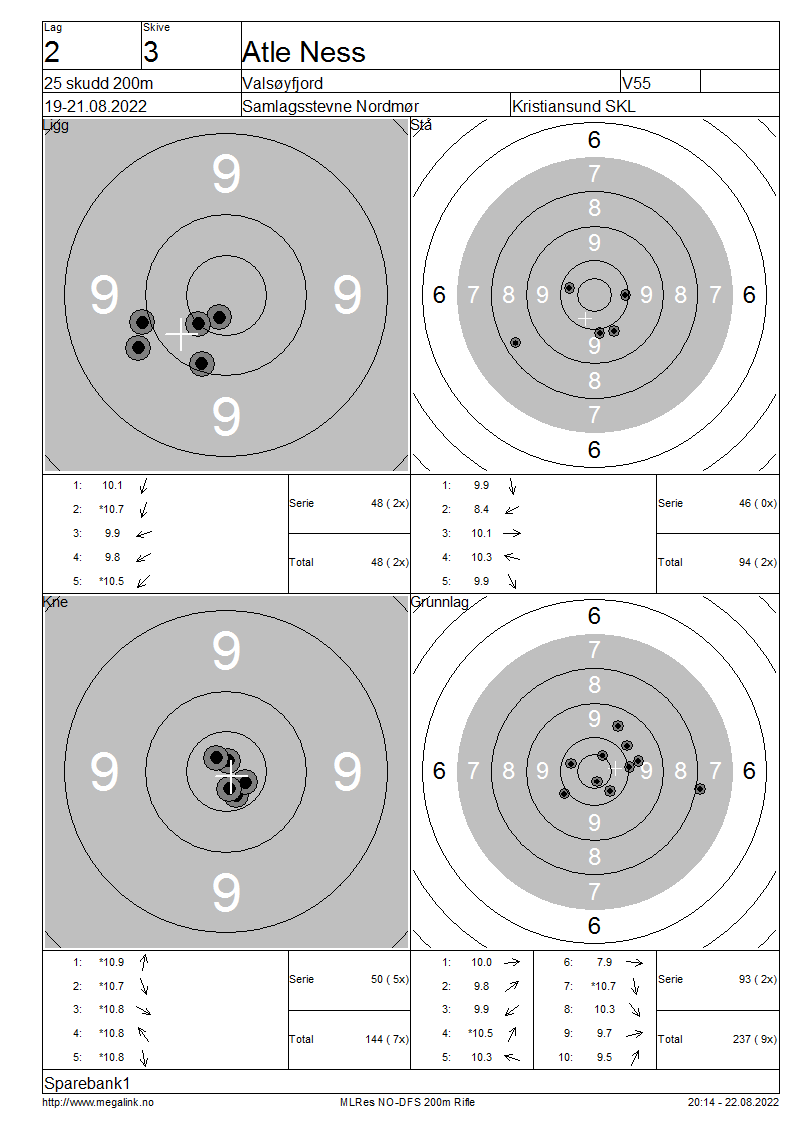 Lag
Skive
2
3
Atle Ness
25 skudd 200m
Valsøyfjord
V55
19-21.08.2022
Samlagsstevne Nordmør
Kristiansund SKL
Ligg
9
9
9
9
Stå
6
7
8
9
6
7
8
9
9
8
7
6
9
8
7
6
1: 10.1
2: *10.7
3: 9.9
4: 9.8
5: *10.5
Serie 48 ( 2x)
Total 48 ( 2x)
1: 9.9
2: 8.4
3: 10.1
4: 10.3
5: 9.9
Serie 46 ( 0x)
Total 94 ( 2x)
Kne
9
9
9
9
Grunnlag
6
7
8
9
6
7
8
9
9
8
7
6
9
8
7
6
1: *10.9
2: *10.7
3: *10.8
4: *10.8
5: *10.8
Serie 50 ( 5x)
Total 144 ( 7x)
1: 10.0
2: 9.8
3: 9.9
4: *10.5
5: 10.3
6: 7.9
7: *10.7
8: 10.3
9: 9.7
10: 9.5
Serie 93 ( 2x)
Total 237 ( 9x)
Sparebank1
http://www.megalink.no
MLRes NO-DFS 200m Rifle
20:14 - 22.08.2022